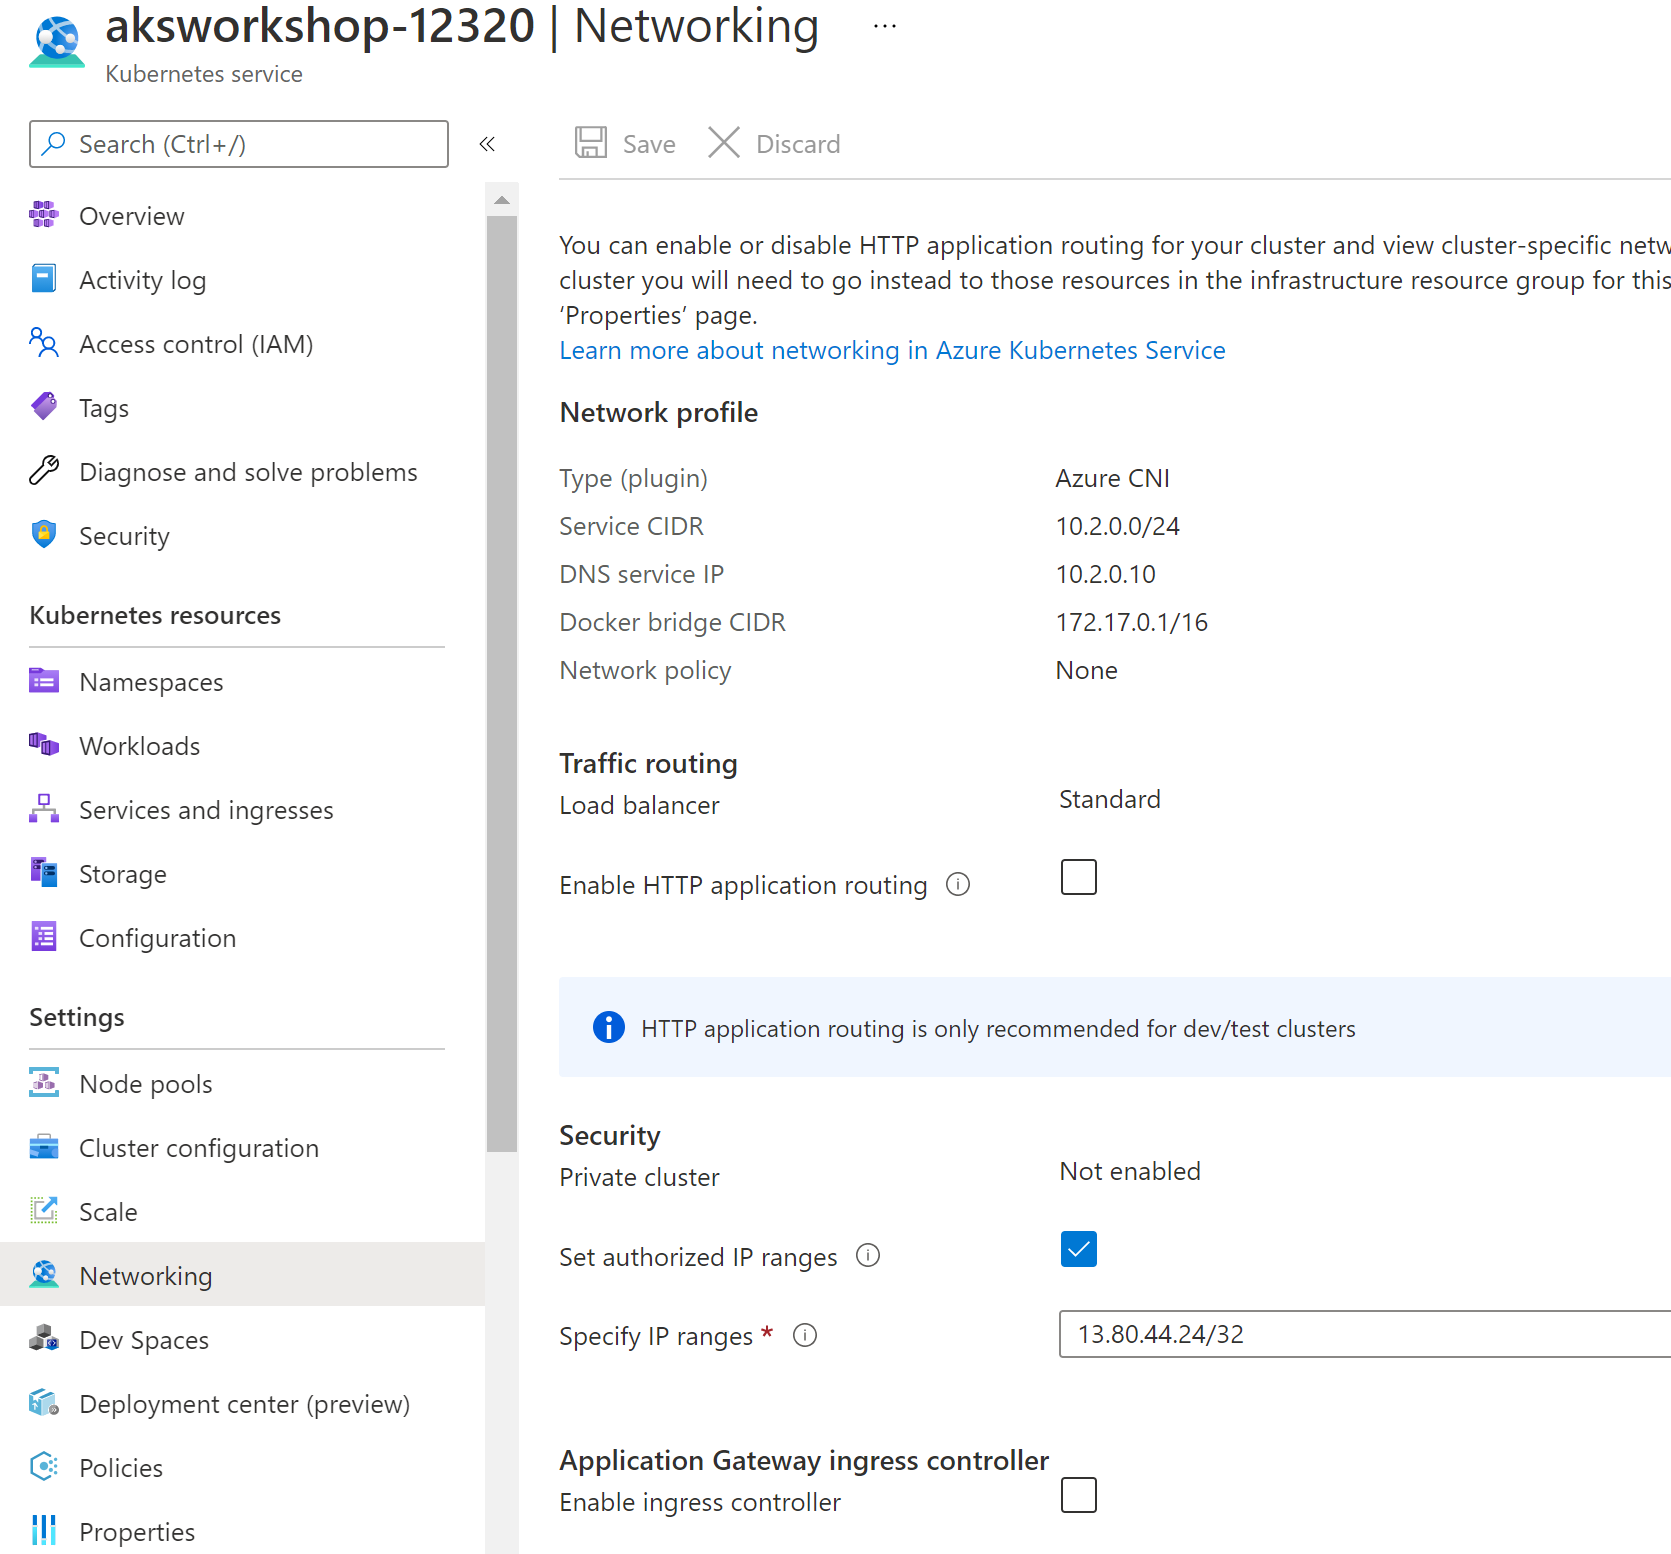 aksworkshop-12320 | Networking ...
Kubernetes service
Search (Ctrl+/)
«
Overview
Activity log
Access control (IAM)
Tags
Diagnose and solve problems
Security
Kubernetes resources
Namespaces
Workloads
Services and ingresses
Storage
Configuration
Settings
Node pools
Cluster configuration
Scale
Networking
Dev Spaces
Deployment center (preview)
Policies
Properties
Save Discard
You can enable or disable HTTP application routing for your cluster and view cluster-specific netw
cluster you will need to go instead to those resources in the infrastructure resource group for this
‘Properties’ page.
Learn more about networking in Azure Kubernetes Service
Network profile
Type (plugin) Azure CNI
Service CIDR 10.2.0.0/24
DNS service IP 10.2.0.10
Docker bridge CIDR 172.17.0.1/16
Network policy None
Traffic routing
Load balancer Standard
Enable HTTP application routing
HTTP application routing is only recommended for dev/test clusters
Security
Private cluster Not enabled
Set authorized IP ranges
Specify IP ranges * 13.80.44.24/32
Application Gateway ingress controller
Enable ingress controller